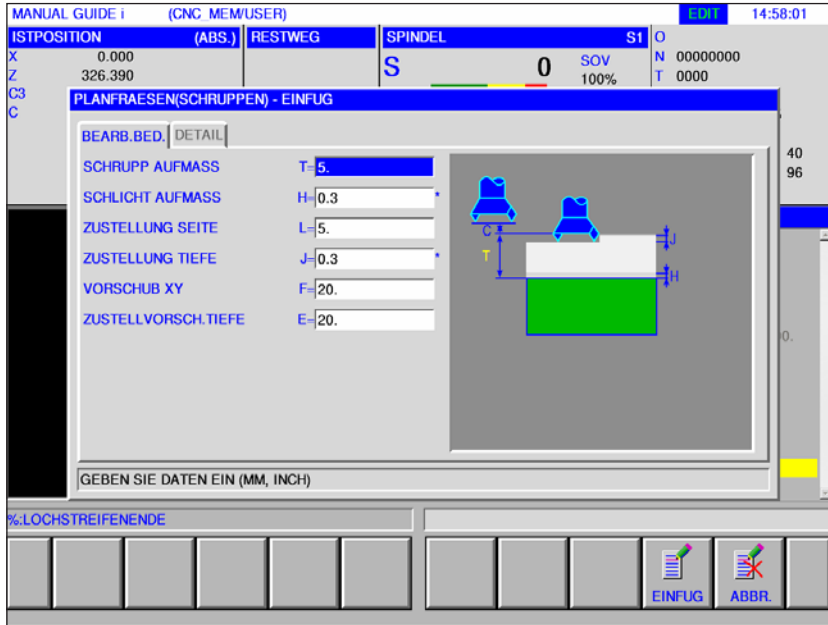 MANUAL GUIDE i (CNC_MEM/USER) EDIT 14:58:01
ISTPOSITION (ABS.) RESTWEG SPINDEL S1 O
X 0.000 S 0 SOV N 00000000
Z 326.390 100% T 0000
C3
C
PLANFRAESEN(SCHRUPPEN) - EINFUG
BEARB.BED. DETAIL
SCHRUPP AUFMASS T= 5.
SCHLICHT AUFMASS H= 0.3 *
ZUSTELLUNG SEITE L= 5.
ZUSTELLUNG TIEFE J= 0.3 *
VORSCHUB XY F= 20.
ZUSTELLVORSCH.TIEFE E= 20.
C
T
J
H
40
96
0.
GEBEN SIE DATEN EIN (MM, INCH)
%:LOCHSTREIFENENDE
EINFUG ABBR.